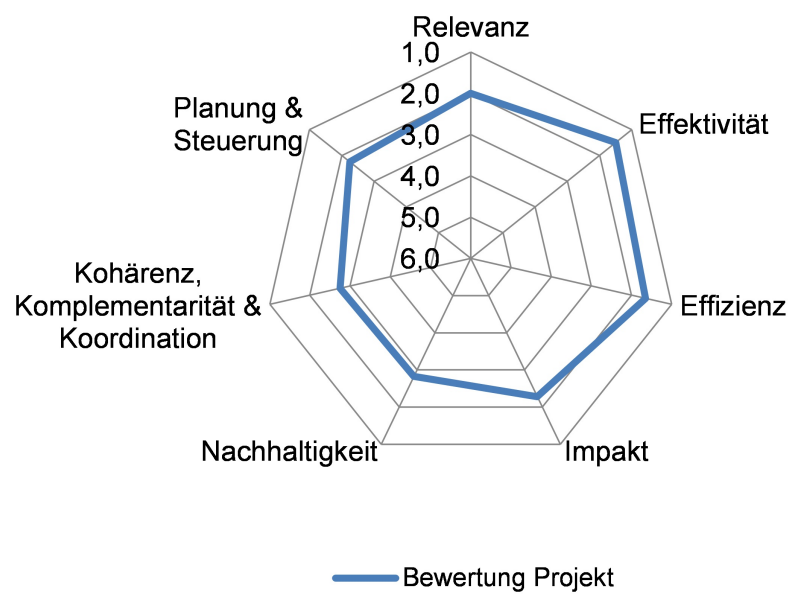 Relevanz
1,0
2,0
3,0
4,0
5,0
6,0
Effektivität
Effizienz
Impakt
Nachhaltigkeit
Kohärenz,
Komplementarität &
Koordination
Planung &
Steuerung
Bewertung Projekt